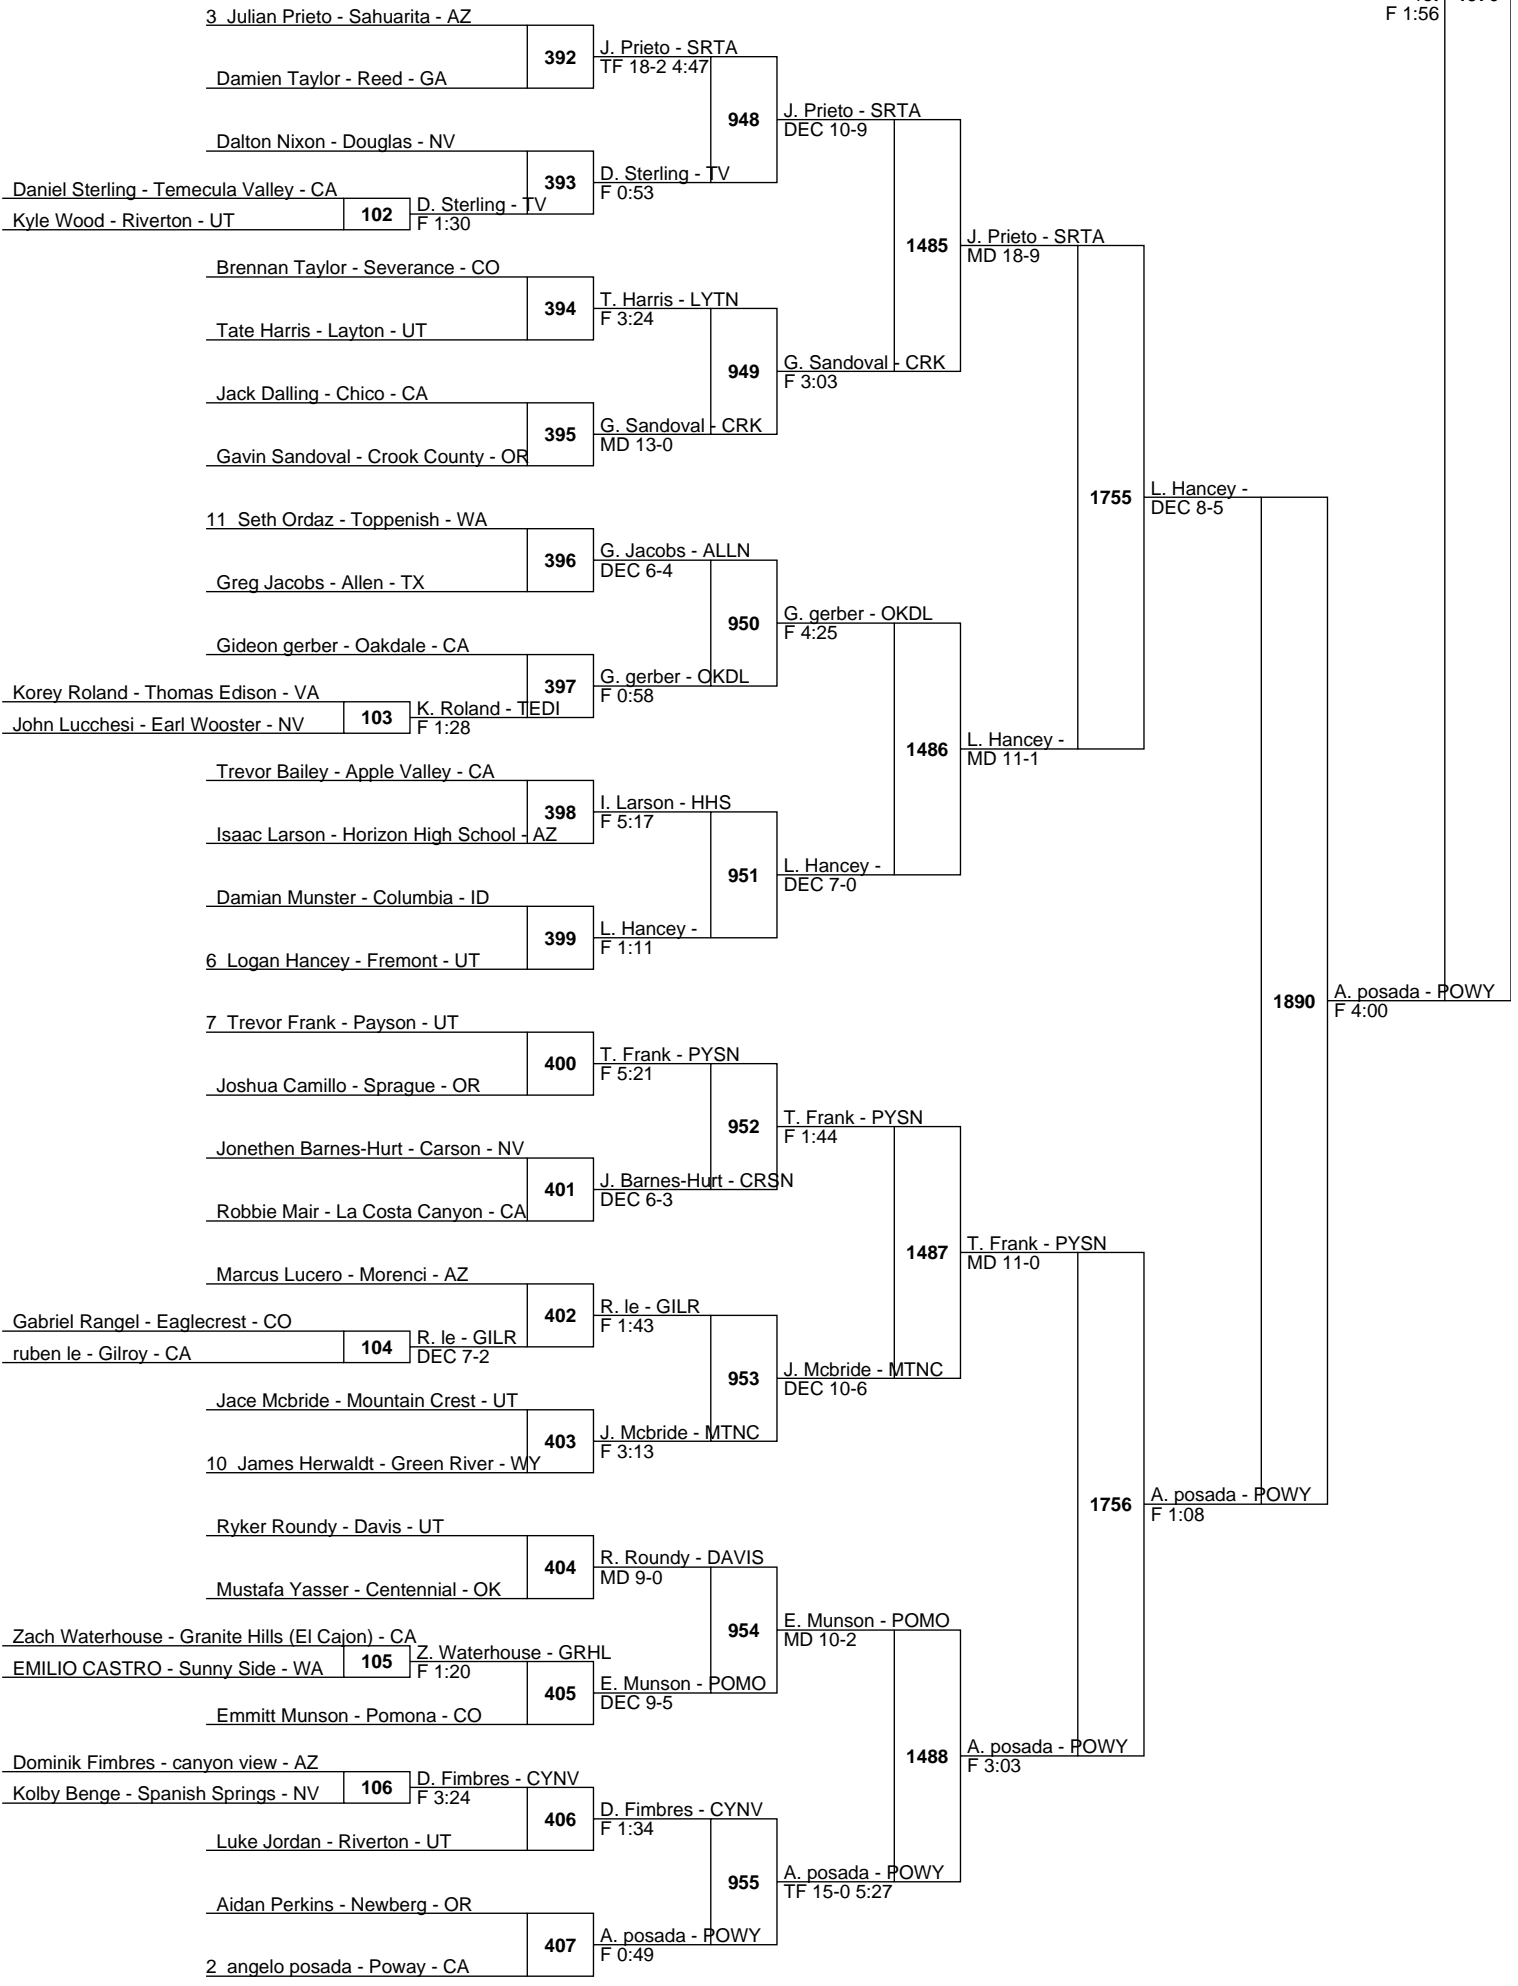 F 1:56
3 Julian Prieto - Sahuarita - AZ
392
J. Prieto - SRTA
TF 18-2 4:47
Damien Taylor - Reed - GA
948
J. Prieto - SRTA
DEC 10-9
Dalton Nixon - Douglas - NV
393
D. Sterling - TV
F 0:53
Daniel Sterling - Temecula Valley - CA
102
D. Sterling - TV
F 1:30
Kyle Wood - Riverton - UT
1485
J. Prieto - SRTA
MD 18-9
Brennan Taylor - Severance - CO
394
T. Harris - LYTN
F 3:24
Tate Harris - Layton - UT
949
G. Sandoval - CRK
F 3:03
Jack Dalling - Chico - CA
395
G. Sandoval - CRK
MD 13-0
Gavin Sandoval - Crook County - OR
1755
L. Hancey -
DEC 8-5
11 Seth Ordaz - Toppenish - WA
396
G. Jacobs - ALLN
DEC 6-4
Greg Jacobs - Allen - TX
950
G. gerber - OKDL
F 4:25
Gideon gerber - Oakdale - CA
397
G. gerber - OKDL
F 0:58
Korey Roland - Thomas Edison - VA
103
K. Roland - TEDI
F 1:28
John Lucchesi - Earl Wooster - NV
1486
L. Hancey -
MD 11-1
Trevor Bailey - Apple Valley - CA
398
I. Larson - HHS
F 5:17
Isaac Larson - Horizon High School - AZ
951
L. Hancey -
DEC 7-0
Damian Munster - Columbia - ID
399
L. Hancey -
F 1:11
6 Logan Hancey - Fremont - UT
1890
A. posada - POWY
F 4:00
7 Trevor Frank - Payson - UT
400
T. Frank - PYSN
F 5:21
Joshua Camillo - Sprague - OR
952
T. Frank - PYSN
F 1:44
Jonethen Barnes-Hurt - Carson - NV
401
J. Barnes-Hurt - CRSN
DEC 6-3
Robbie Mair - La Costa Canyon - CA
1487
T. Frank - PYSN
MD 11-0
Marcus Lucero - Morenci - AZ
402
R. le - GILR
F 1:43
Gabriel Rangel - Eaglecrest - CO
104
R. le - GILR
DEC 7-2
ruben le - Gilroy - CA
953
J. Mcbride - MTNC
DEC 10-6
Jace Mcbride - Mountain Crest - UT
403
J. Mcbride - MTNC
F 3:13
10 James Herwaldt - Green River - WY
1756
A. posada - POWY
F 1:08
Ryker Roundy - Davis - UT
404
R. Roundy - DAVIS
MD 9-0
Mustafa Yasser - Centennial - OK
954
E. Munson - POMO
MD 10-2
Zach Waterhouse - Granite Hills (El Cajon) - CA
105
Z. Waterhouse - GRHL
F 1:20
EMILIO CASTRO - Sunny Side - WA
405
E. Munson - POMO
DEC 9-5
Emmitt Munson - Pomona - CO
1488
A. posada - POWY
F 3:03
Dominik Fimbres - canyon view - AZ
106
D. Fimbres - CYNV
F 3:24
Kolby Benge - Spanish Springs - NV
406
D. Fimbres - CYNV
F 1:34
Luke Jordan - Riverton - UT
955
A. posada - POWY
TF 15-0 5:27
Aidan Perkins - Newberg - OR
407
A. posada - POWY
F 0:49
2 angelo posada - Poway - CA